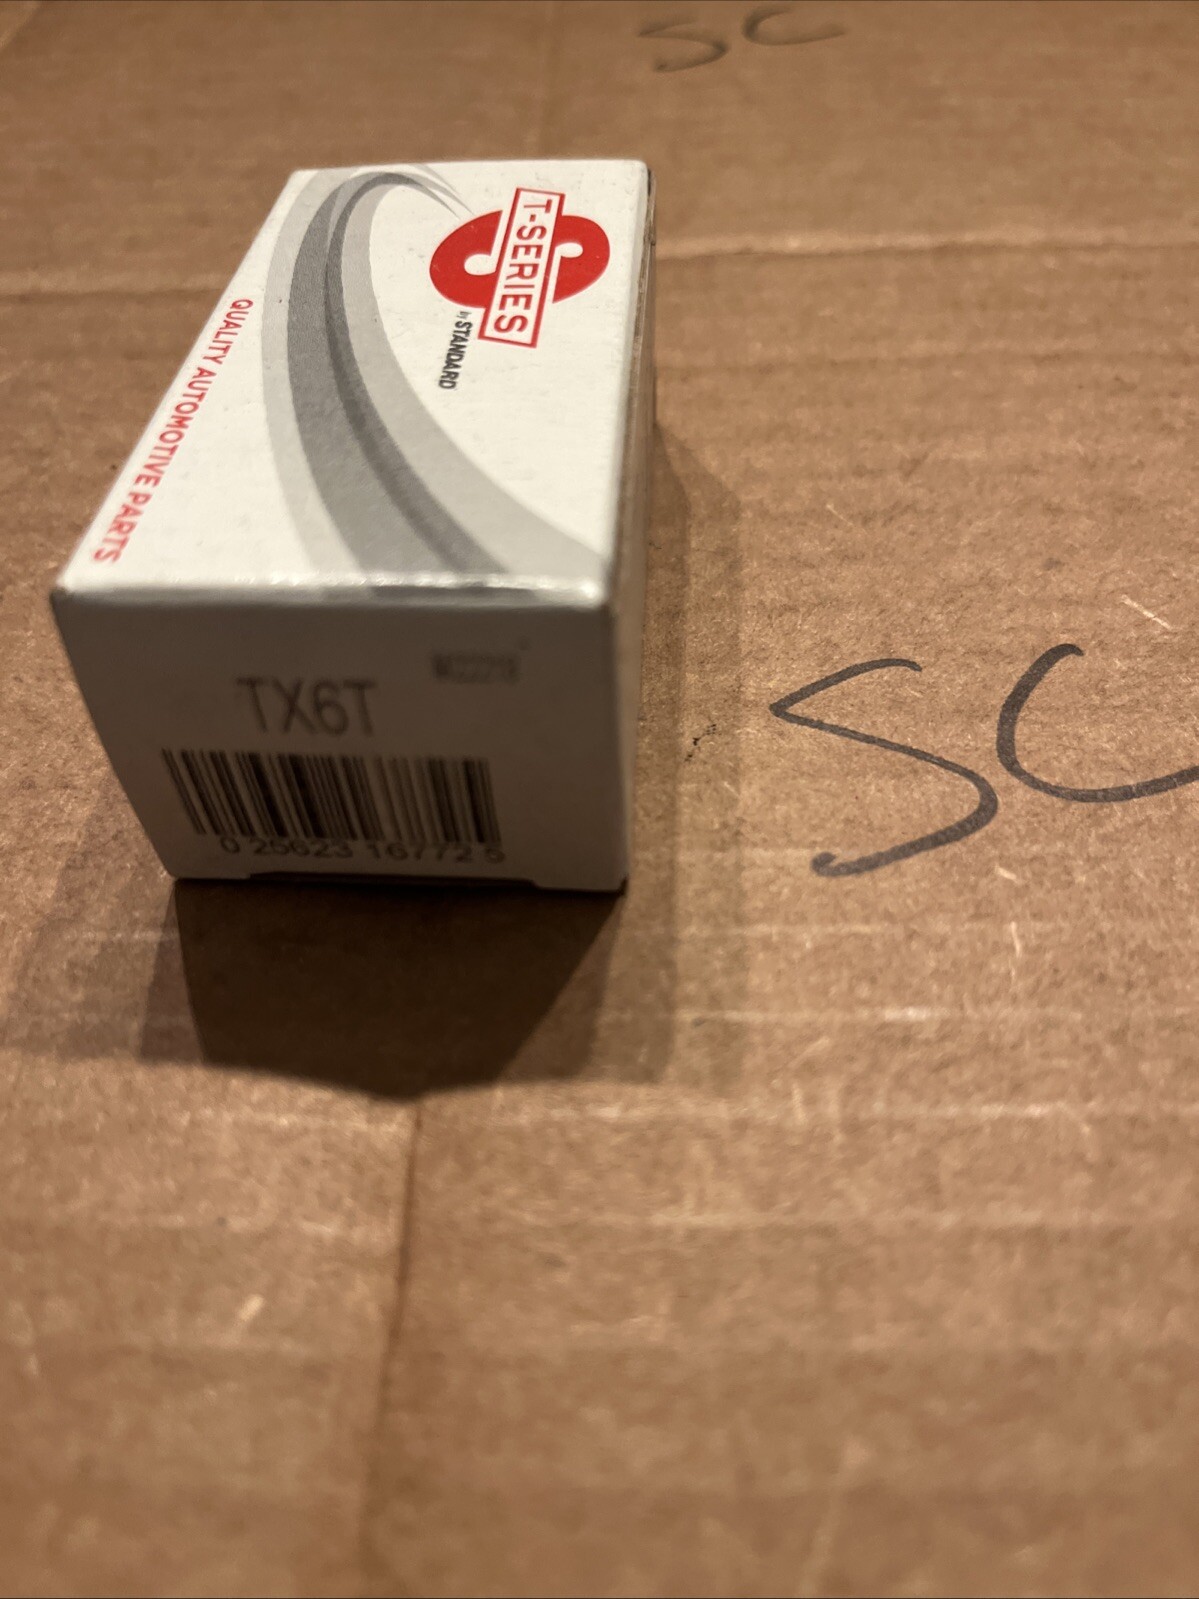 SC
T-SERIES
by STANDARD
QUALITY AUTOMOTIVE PARTS
TX6T
0 25623 16772 5
SC